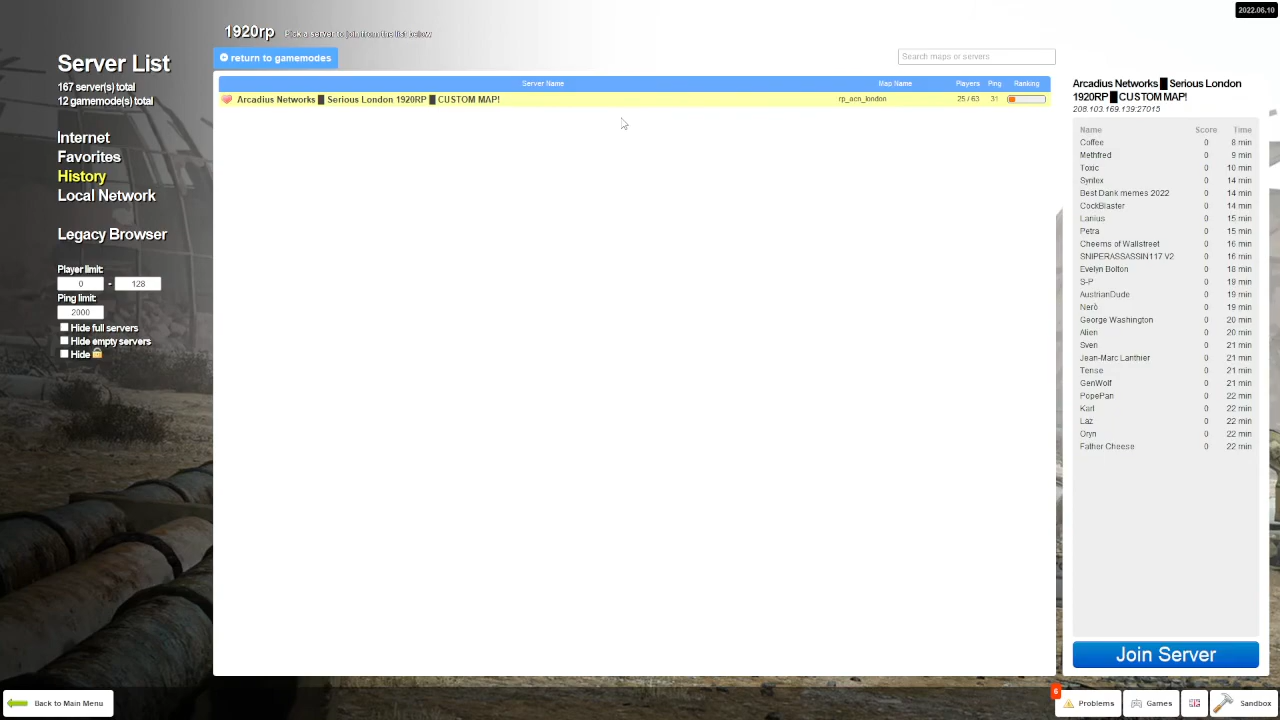 2022.06.10
1920rp Pick a server to join from the list below.
Server List
167 server(s) total
12 gamemode(s) total
Internet
Favorites
History
Local Network
Legacy Browser
Player limit:
0 - 128
Ping limit:
2000
Hide full servers
Hide empty servers
Hide
return to gamemodes
Search maps or servers
Server Name Map Name Players Ping Ranking
Arcadius Networks █ Serious London 1920RP █ CUSTOM MAP! rp_ecn_london 25 / 63 31
Arcadius Networks █ Serious London
1920RP █ CUSTOM MAP!
208.103.169.139:27015
Name Score Time
Coffee 0 8 min
Methfred 0 9 min
Toxic 0 10 min
Syntex 0 14 min
Best Dank memes 2022 0 14 min
CockBlaster 0 14 min
Lanius 0 15 min
Petra 0 15 min
Cheems of Wallstreet 0 16 min
SNIPERASSASSIN117 V2 0 16 min
Evelyn Bolton 0 18 min
S-P 0 19 min
AustrianDude 0 19 min
Nerò 0 19 min
George Washington 0 20 min
Alien 0 20 min
Sven 0 21 min
Jean-Marc Lanthier 0 21 min
Tense 0 21 min
GenWolf 0 21 min
PopePan 0 22 min
Karl 0 22 min
Laz 0 22 min
Oryn 0 22 min
Father Cheese 0 22 min
Join Server
Back to Main Menu
6
Problems
Games
Sandbox